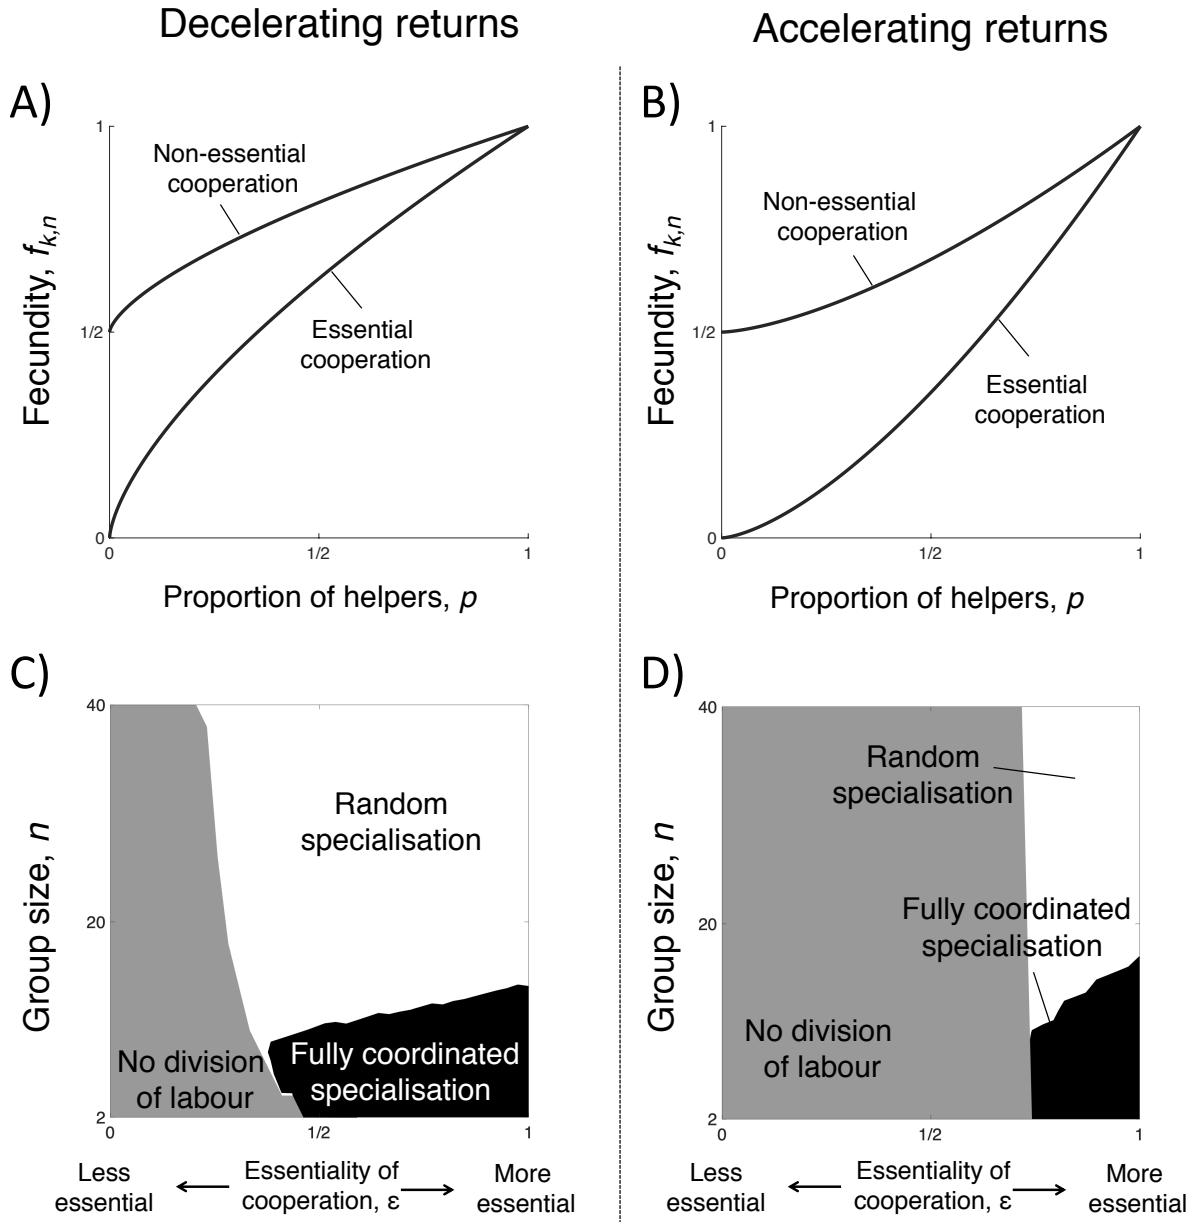 Decelerating returns
Accelerating returns
A)
1
1/2
0
0
1/2
1
Non-essential
cooperation
Essential
cooperation
Fecundity, f_{k,n}
Proportion of helpers, p
B)
1
1/2
0
0
1/2
1
Non-essential
cooperation
Essential
cooperation
Fecundity, f_{k,n}
Proportion of helpers, p
C)
40
20
2
0
1/2
1
Random
specialisation
No division
of labour
Fully coordinated
specialisation
Group size, n
Less
essential
Essentiality of
cooperation, ε
More
essential
D)
40
20
2
0
1/2
1
Random
specialisation
Fully coordinated
specialisation
No division
of labour
Group size, n
Less
essential
Essentiality of
cooperation, ε
More
essential